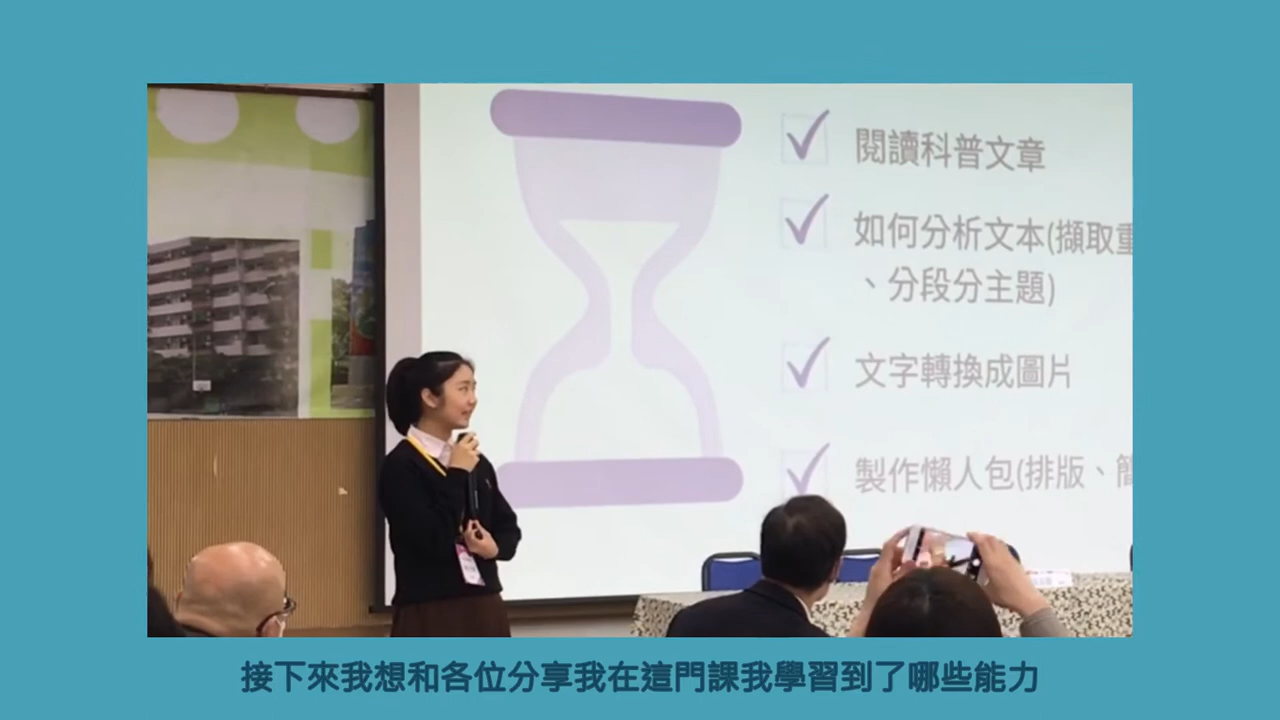 閱讀科普文章
如何分析文本(擷取重
、分段分主題)
文字轉換成圖片
製作懶人包(排版、簡
接下來我想和各位分享我在這門課我學習到了哪些能力